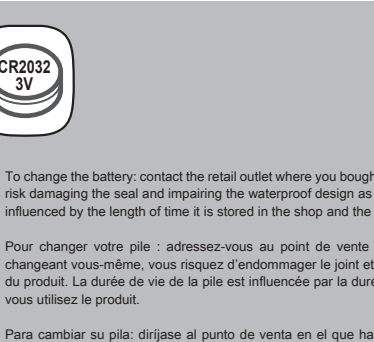 CR2032
3V
To change the battery: contact the retail outlet where you bough
risk damaging the seal and impairing the waterproof design as
influenced by the length of time it is stored in the shop and the
Pour changer votre pile : adressez-vous au point de vente
changeant vous-même, vous risquez d’endommager le joint et
du produit. La durée de vie de la pile est influencée par la duré
vous utilisez le produit.
Para cambiar su pila: diríjase al punto de venta en el que ha